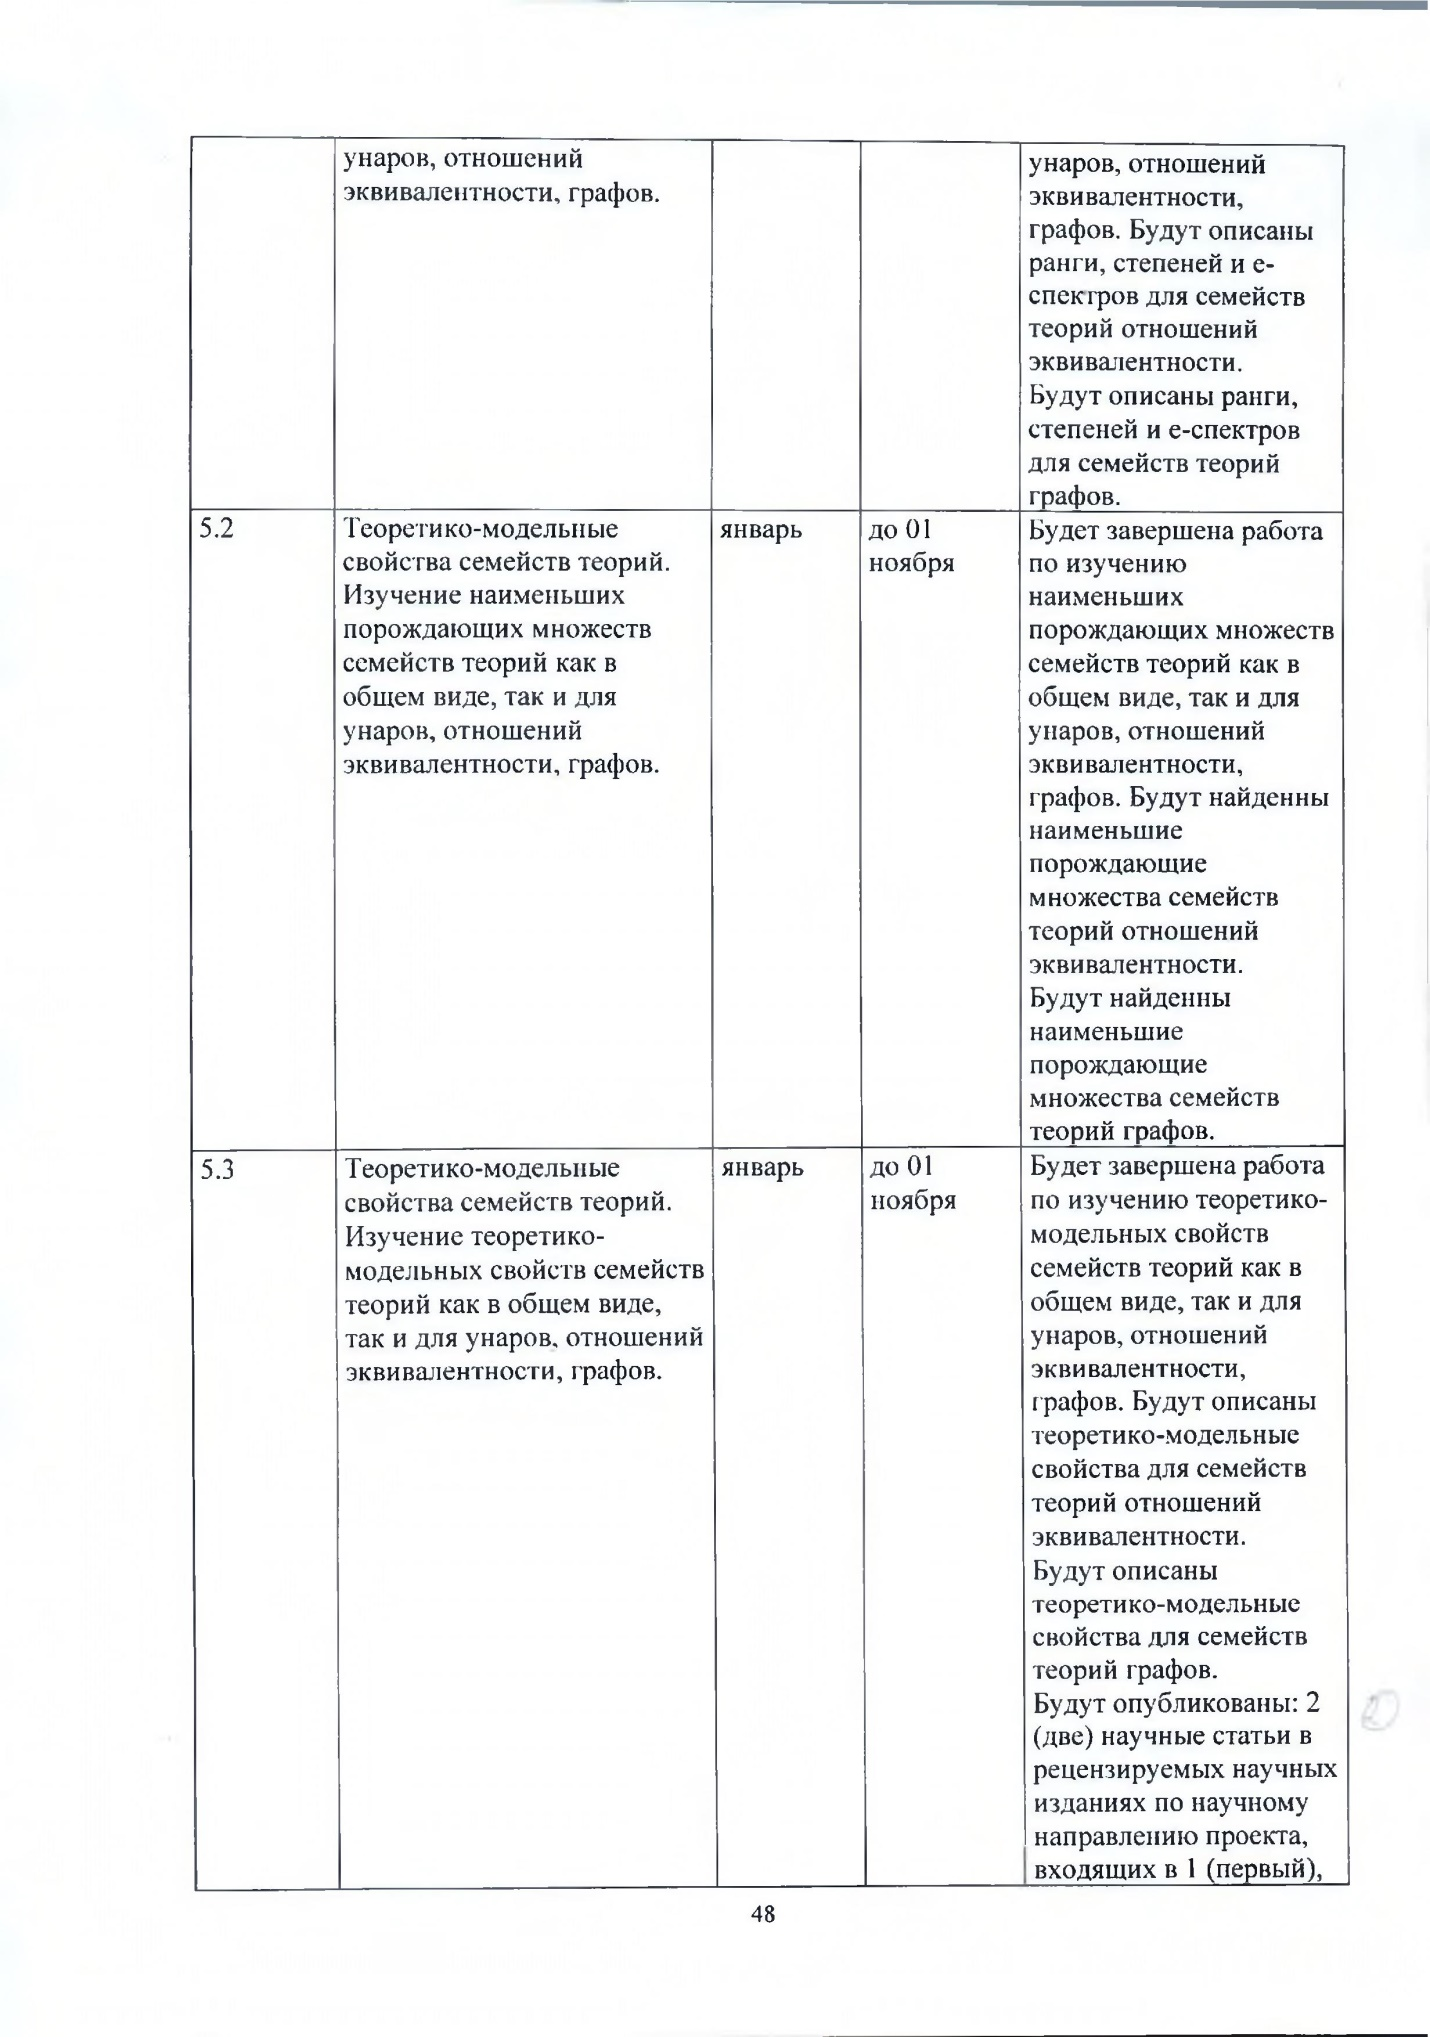 унаров, отношений
эквивалентности, графов.
унаров, отношений
эквивалентности,
графов. Будут описаны
ранги, степеней и е-
спектров для семейств
теорий отношений
эквивалентности.
Будут описаны ранги,
степеней и е-спектров
для семейств теорий
графов.
5.2
Теоретико-модельные
свойства семейств теорий.
Изучение наименьших
порождающих множеств
семейств теорий как в
общем виде, так и для
унаров, отношений
эквивалентности, графов.
январь
до 01
ноября
Будет завершена работа
по изучению
наименьших
порождающих множеств
семейств теорий как в
общем виде, так и для
унаров, отношений
эквивалентности,
графов. Будут найденны
наименьшие
порождающие
множества семейств
теорий отношений
эквивалентности.
Будут найденны
наименьшие
порождающие
множества семейств
теорий графов.
5.3
Теоретико-модельные
свойства семейств теорий.
Изучение теоретико-
модельных свойств семейств
теорий как в общем виде,
так и для унаров, отношений
эквивалентности, графов.
январь
до 01
ноября
Будет завершена работа
по изучению теоретико-
модельных свойств
семейств теорий как в
общем виде, так и для
унаров, отношений
эквивалентности,
графов. Будут описаны
теоретико-модельные
свойства для семейств
теорий отношений
эквивалентности.
Будут описаны
теоретико-модельные
свойства для семейств
теорий графов.
Будут опубликованы: 2
(две) научные статьи в
рецензируемых научных
изданиях по научному
направлению проекта,
входящих в 1 (первый),
48